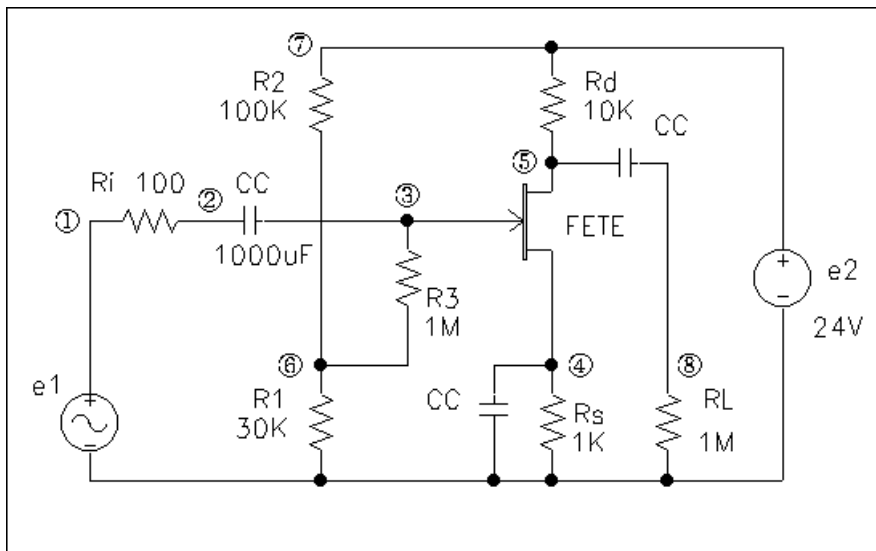 ⑦
R2
100K
Rd
10K
CC
⑤
Ri 100
②
CC
③
①
FETE
1000uF
e2
R3
1M
24V
⑥
④
⑧
e1
R1
30K
CC
Rs
1K
RL
1M